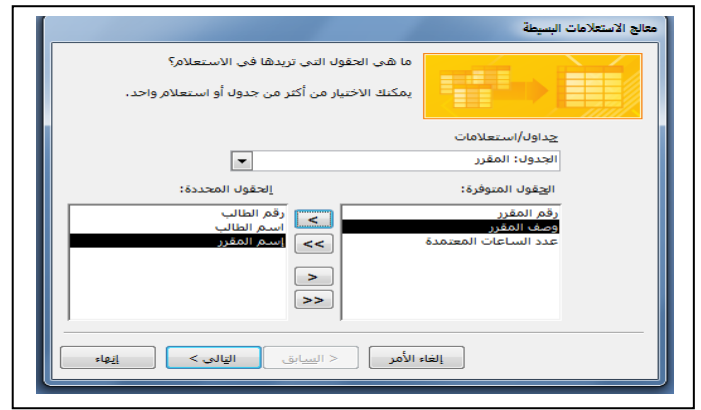 معالج الاستعلامات البسيطة
ما هي الحقول التي تريدها في الاستعلام؟
يمكنك الاختيار من أكثر من جدول أو استعلام واحد.
جداول/استعلامات
الجدول: المقرر
الحقول المتوفرة:
رقم المقرر
وصف المقرر
عدد الساعات المعتمدة
>
>>
<
<<
الحقول المحددة:
رقم الطالب
اسم الطالب
إسم المقرر
إلغاء الأمر
< السابق
التالي >
إنهاء